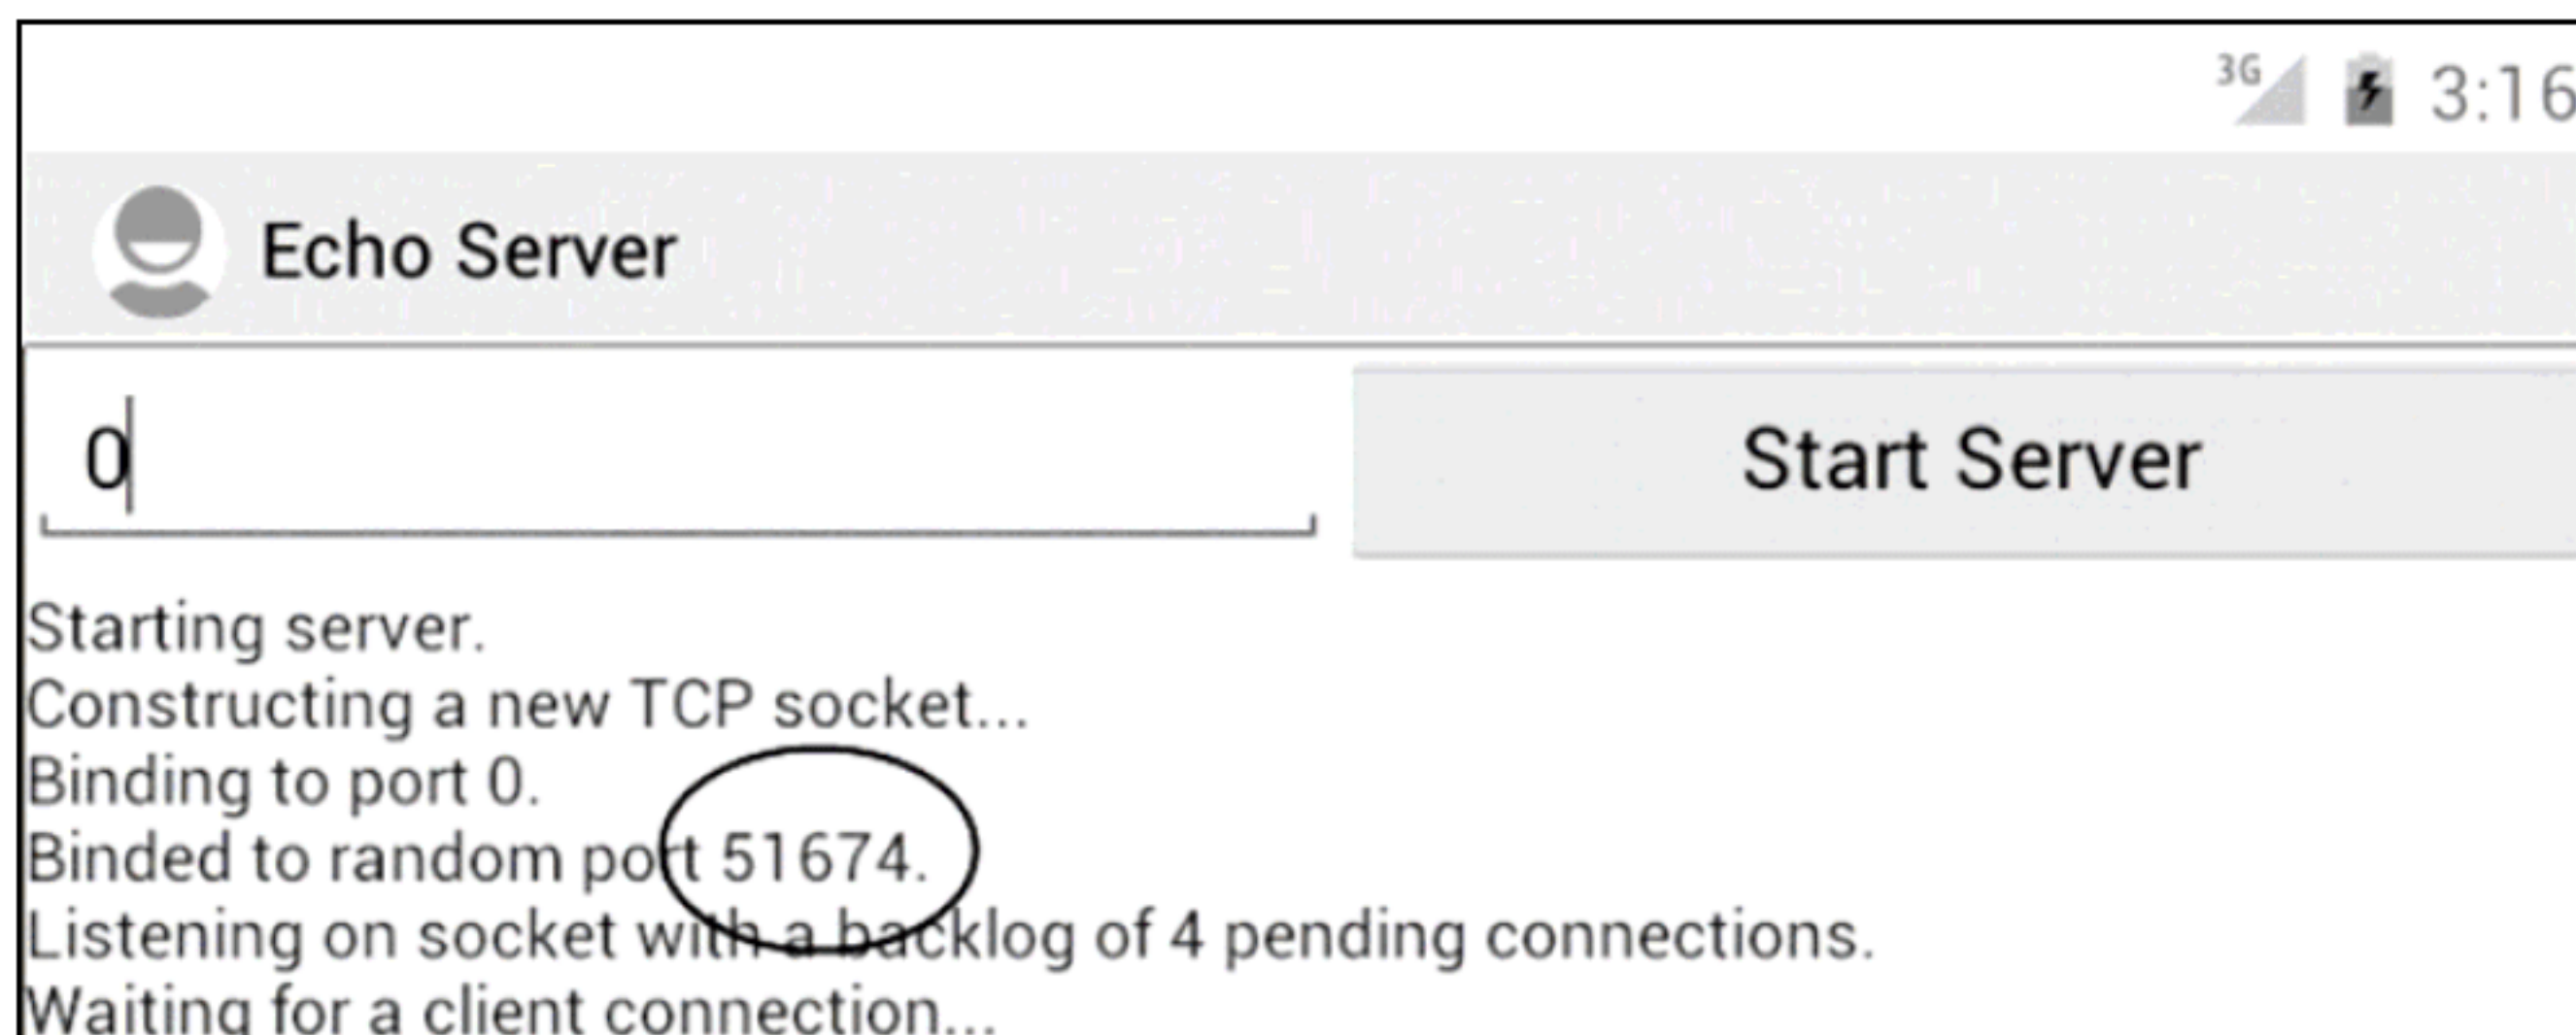 3G 3:16
Echo Server
0
Start Server
Starting server.
Constructing a new TCP socket...
Binding to port 0.
Binded to random port 51674.
Listening on socket with a backlog of 4 pending connections.
Waiting for a client connection...